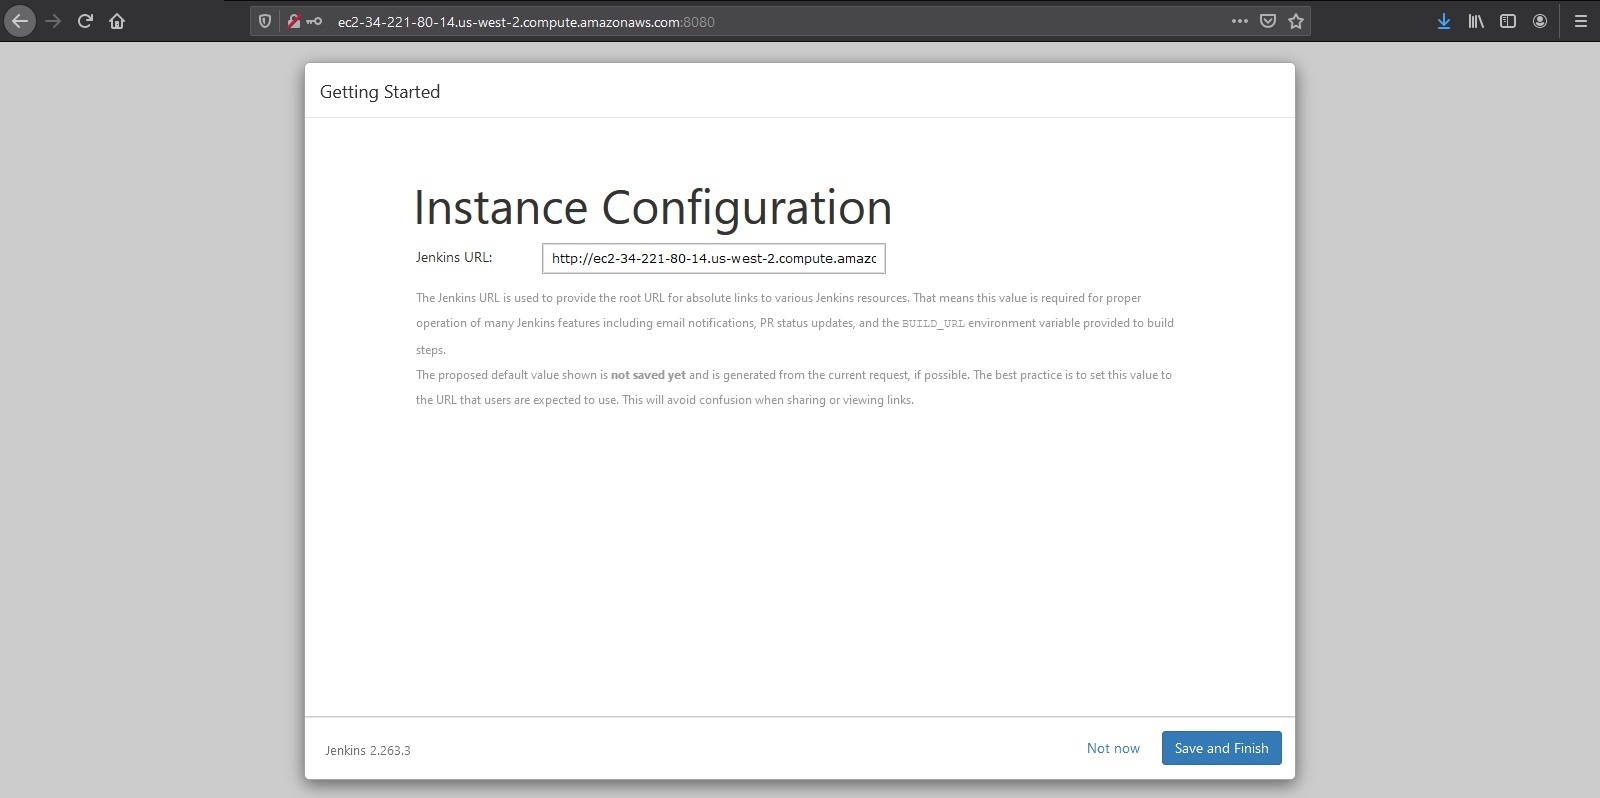 ec2-34-221-80-14.us-west-2.compute.amazonaws.com:8080
Getting Started
Instance Configuration
Jenkins URL:
http://ec2-34-221-80-14.us-west-2.compute.amazc
The Jenkins URL is used to provide the root URL for absolute links to various Jenkins resources. That means this value is required for proper
operation of many Jenkins features including email notifications, PR status updates, and the BUILD_URL environment variable provided to build
steps.
The proposed default value shown is not saved yet and is generated from the current request, if possible. The best practice is to set this value to
the URL that users are expected to use. This will avoid confusion when sharing or viewing links.
Jenkins 2.263.3
Not now
Save and Finish